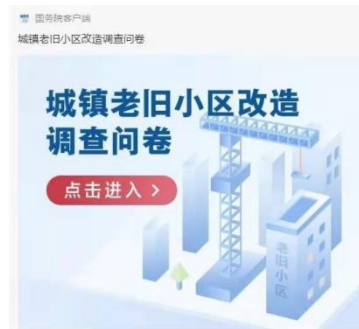 国务院客户端
城镇老旧小区改造调查问卷
城镇老旧小区改造
调查问卷
点击进入 >
老旧小区